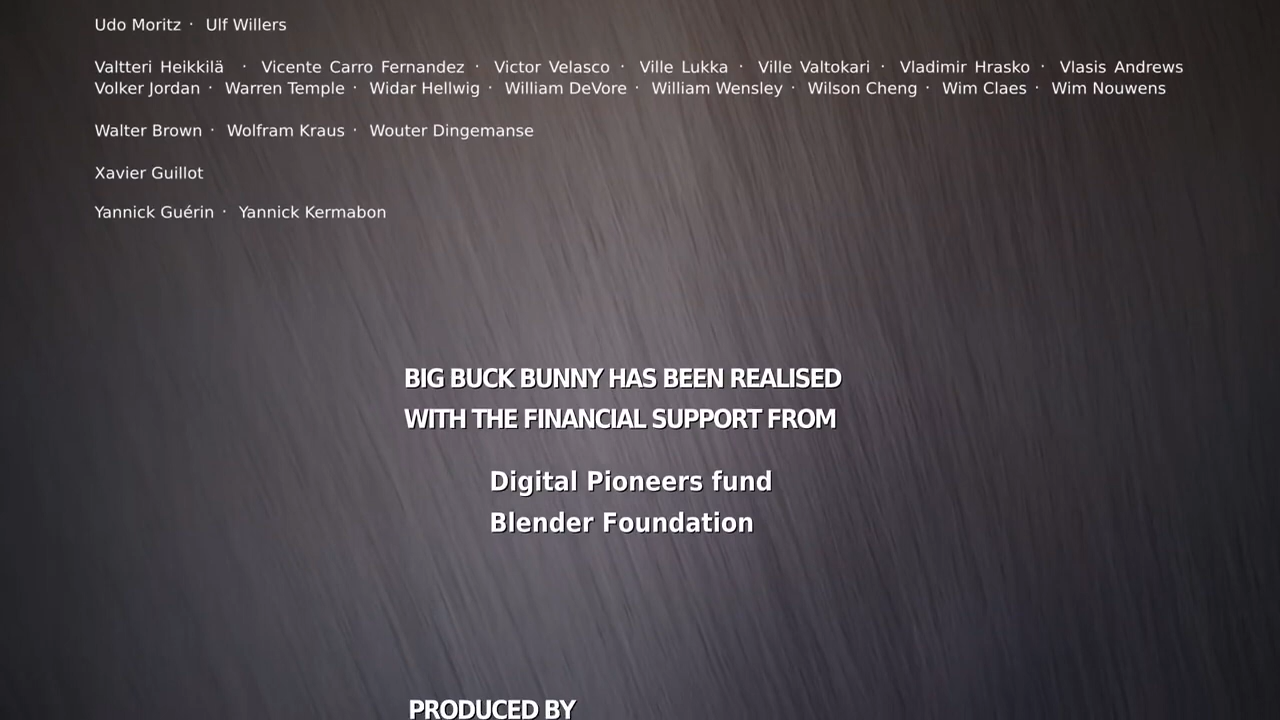 Udo Moritz · Ulf Willers
Valtteri Heikkilä · Vicente Carro Fernandez · Victor Velasco · Ville Lukka · Ville Valtokari · Vladimir Hrasko · Vlasis Andrews
Volker Jordan · Warren Temple · Widar Hellwig · William DeVore · William Wensley · Wilson Cheng · Wim Claes · Wim Nouwens
Walter Brown · Wolfram Kraus · Wouter Dingemanse
Xavier Guillot
Yannick Guérin · Yannick Kermabon
BIG BUCK BUNNY HAS BEEN REALISED
WITH THE FINANCIAL SUPPORT FROM
Digital Pioneers fund
Blender Foundation
PRODUCED BY